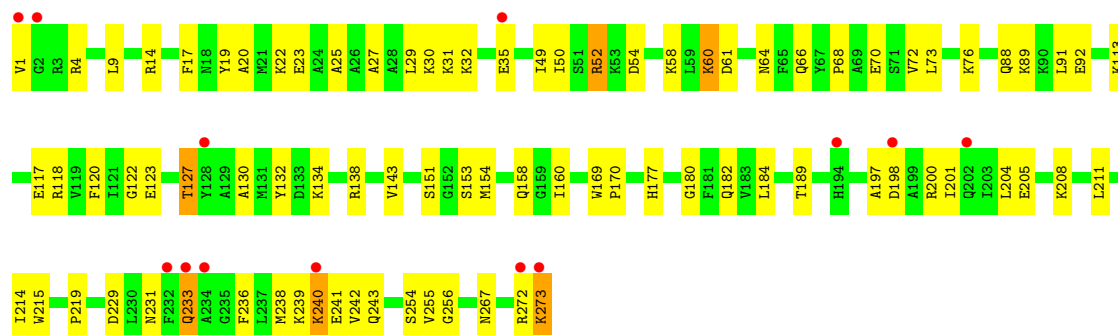 V1 G2 R3 R4 L9 R14 F17 N18 Y19 A20 M21 K22 E23 A24 A25 A26 A27 A28 L29 K30 K31 K32 E35 I49 I50 S51 R52 K53 D54 K58 L59 K60 D61 N64 F65 Q66 Y67 P68 A69 E70 S71 V72 L73 K76 Q88 K89 K90 L91 E92 K113
E117 R118 V119 F120 I121 G122 E123 T127 Y128 A129 A130 M131 Y132 D133 K134 R138 V143 S151 G152 S153 M154 Q158 G159 I160 W169 P170 H177 G180 F181 Q182 V183 L184 T189 H194 A197 D198 A199 R200 I201 Q202 I203 L204 E205 K208 L211
I214 W215 P219 D229 L230 N231 F232 Q233 A234 G235 F236 L237 M238 K239 K240 E241 V242 Q243 S254 V255 G256 N267 R272 K273